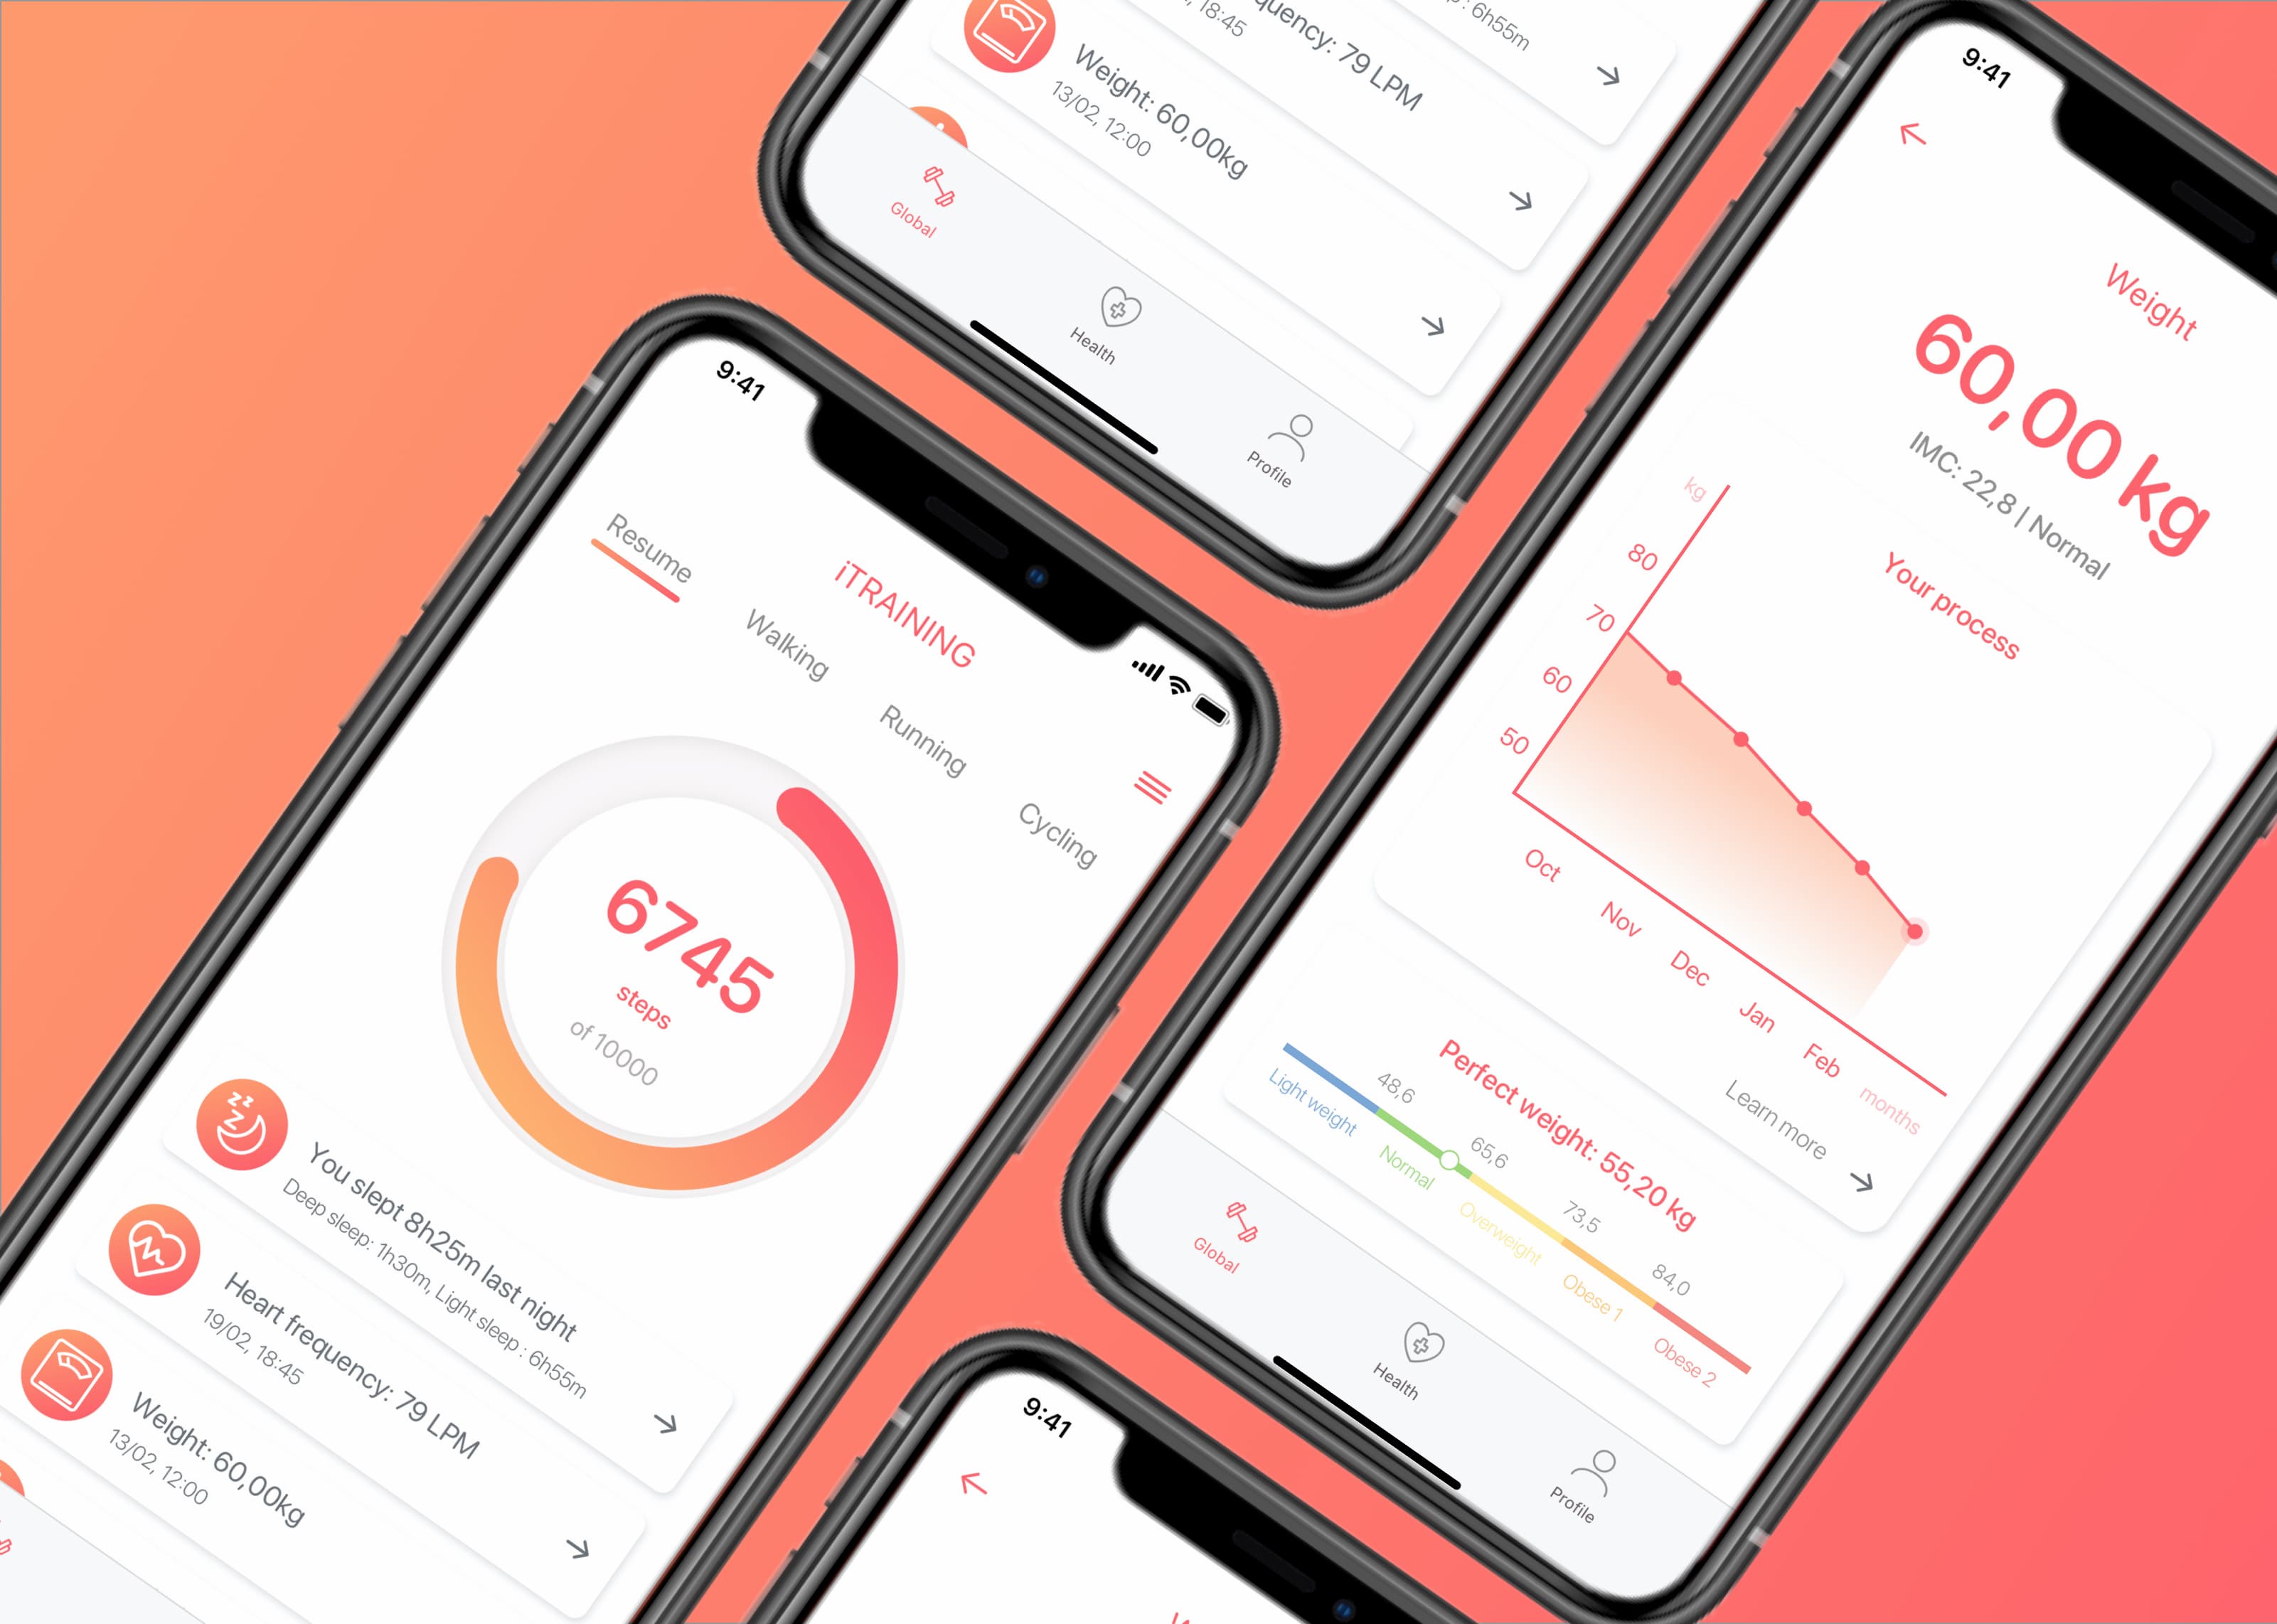 : 6h55m
quency: 79 LPM
, 18:45
Weight: 60,00kg
13/02, 12:00
Global
Health
Profile
9:41
iTRAINING
Resume
Walking
Running
Cycling
6745
steps
of 10000
You slept 8h25m last night
Deep sleep: 1h30m, Light sleep : 6h55m
Heart frequency: 79 LPM
19/02, 18:45
Weight: 60,00kg
13/02, 12:00
9:41
Weight
60,00 kg
IMC: 22,8 | Normal
Your process
kg
80
70
60
50
Oct
Nov
Dec
Jan
Feb
months
Learn more
Perfect weight: 55,20 kg
48,6
65,6
73,5
84,0
Light weight
Normal
Overweight
Obese 1
Obese 2
Global
Health
Profile
9:41